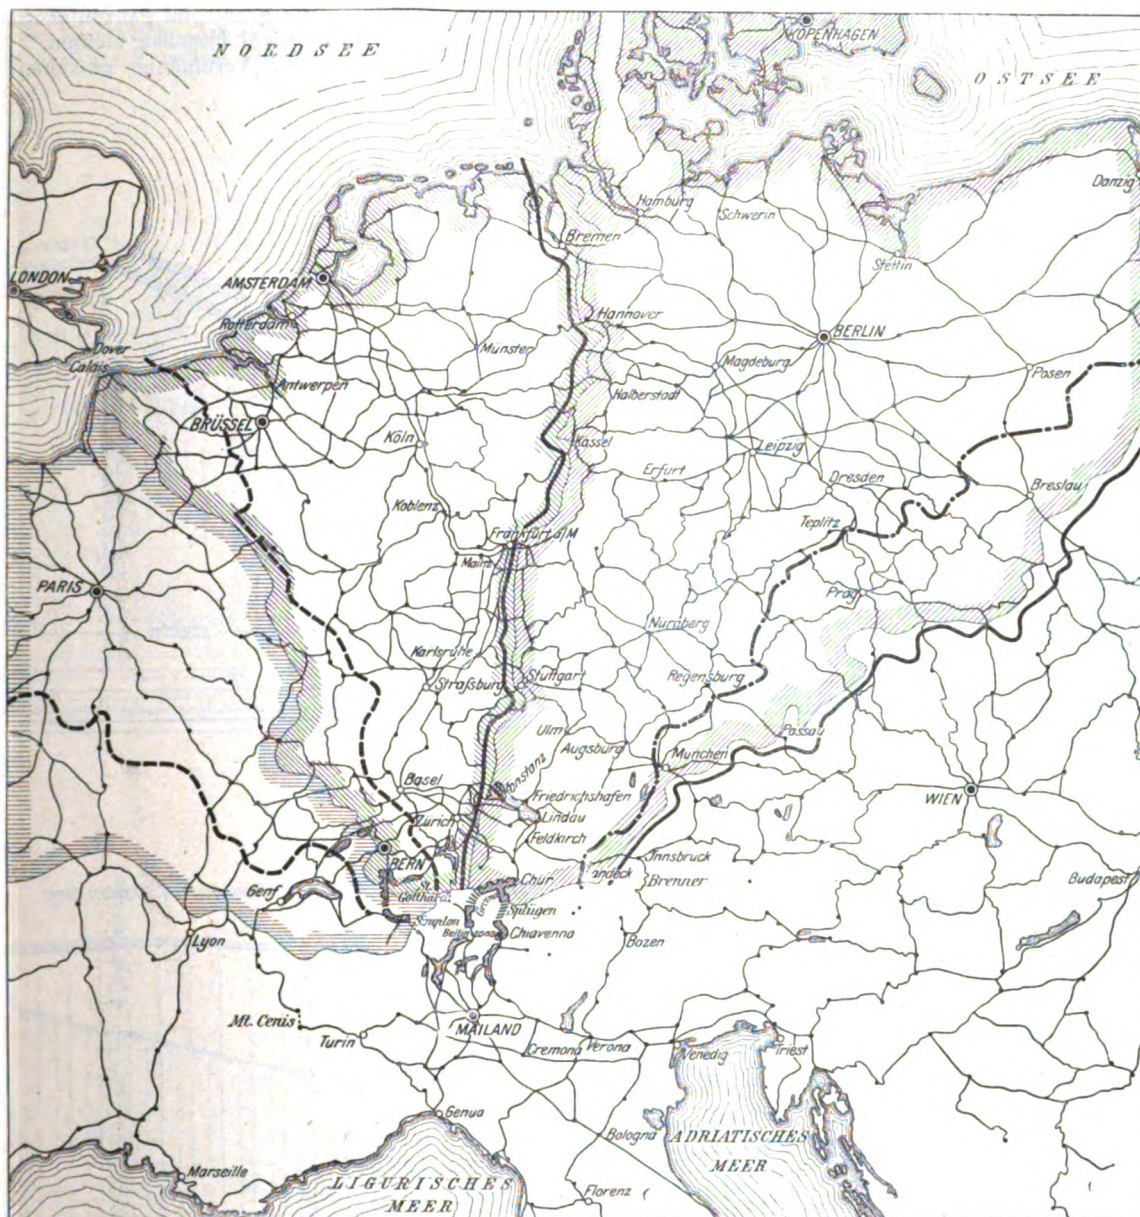 NORDSEE
KOPENHAGEN
OSTSEE
Danzig
Hamburg
Schwerin
Bremen
Stettin
LONDON
AMSTERDAM
Rotterdam
Hannover
BERLIN
Dover
Calais
Münster
Magdeburg
Posen
Antwerpen
Halberstadt
BRÜSSEL
Köln
Kassel
Leipzig
Erfurt
Dresden
Breslau
Koblenz
Teplitz
Frankfurt a/M
Mainz
PARIS
Prag
Nürnberg
Karlsruhe
Straßburg
Stuttgart
Regensburg
Ulm
Augsburg
Passau
München
Konstanz
Basel
Friedrichshafen
WIEN
Zürich
Lindau
Feldkirch
BERN
Innsbruck
Landeck
Brenner
Budapest
Genf
St.
Gotthard
Chur
Simplon
Splügen
Bellinzona
Chiavenna
Lyon
Bozen
Mt. Cenis
MAILAND
Turin
Cremona
Verona
Venedig
Triest
Genua
Bologna
ADRIATISCHES
MEER
Marseille
LIGURISCHES
MEER
Florenz